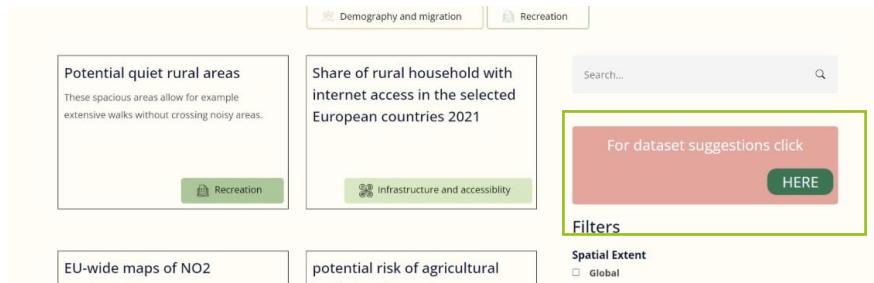 Demography and migration
Recreation
Potential quiet rural areas
These spacious areas allow for example
extensive walks without crossing noisy areas.
Recreation
Share of rural household with
internet access in the selected
European countries 2021
Infrastructure and accessiblity
Search...
For dataset suggestions click
HERE
Filters
Spatial Extent
Global
EU-wide maps of NO2
potential risk of agricultural